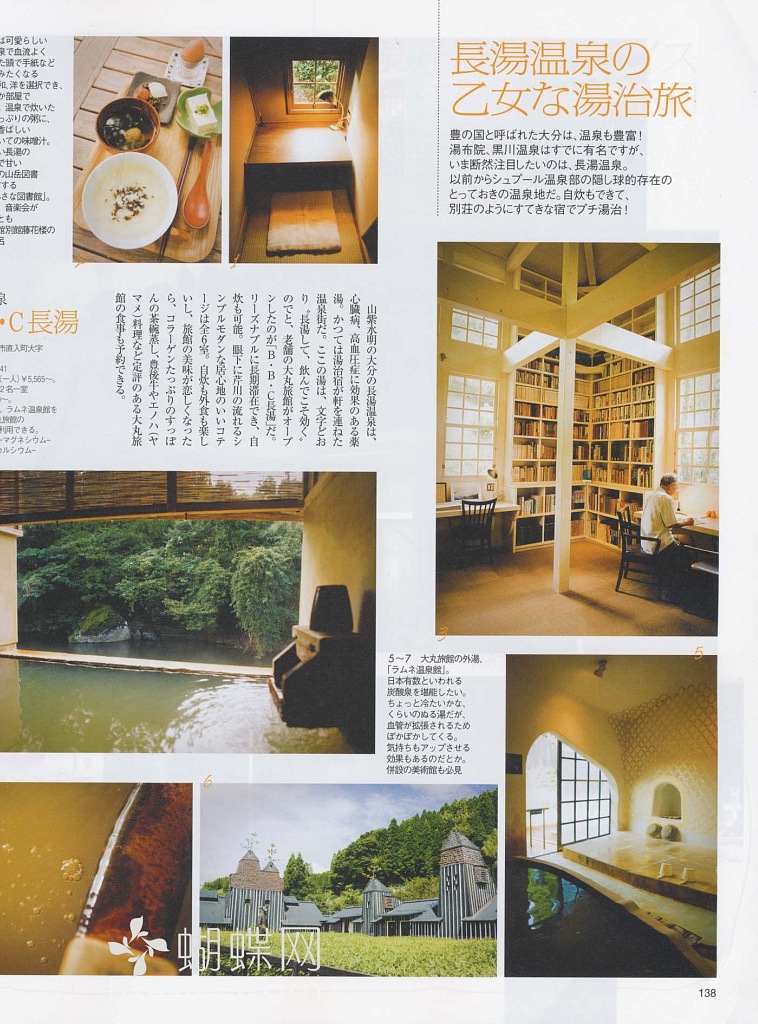 長湯温泉の
乙女な湯治旅
豊の国と呼ばれた大分は、温泉も豊富！
湯布院、黒川温泉はすでに有名ですが、
いま断然注目したいのは、長湯温泉。
以前からシュプール温泉部の隠し球的存在の
とっておきの温泉地だ。自炊もできて、
別荘のようにすてきな宿でプチ湯治！
は可愛らしい
泉で血流よく
た頭で手紙など
みたくなる
和、洋を選択でき、
か部屋で
温泉で炊いた
っぷりの粥に、
香ばしい
いての味噌汁。
い長湯の
で甘い
の山岳図書
する
さな図書館」。
音楽会が
とも
館別館藤花楼の
呂
山紫水明の大分の長湯温泉は、
心臓病、高血圧症に効果のある薬
湯。かつては湯治宿が軒を連ねた
温泉街だ。ここの湯は、文字どお
り〝長湯して、飲んでこそ効く〟
のでと、老舗の大丸旅館がオープ
ンしたのが「B・B・C長湯」だ。
リーズナブルに長期滞在でき、自
炊も可能。眼下に芹川の流れるシ
ンプルモダンな居心地のいいコテ
ージは全6室。自炊も外食も楽し
いし、旅館の美味が恋しくなった
ら、コラーゲンたっぷりのすっぽ
んの茶碗蒸し、豊後牛やエノハ（ヤ
マメ）料理など定評のある大丸旅
館の食事も予約できる。
泉
・C長湯
市直入町大字
41
（一人）￥5,565〜。
2名一室
〜。
ラムネ温泉館を
丸旅館の
利用できる。
ーマグネシウムー
カルシウムー
3
5〜7　大丸旅館の外湯、
「ラムネ温泉館」。
日本有数といわれる
炭酸泉を堪能したい。
ちょっと冷たいかな、
くらいのぬる湯だが、
血管が拡張されるため
ぽかぽかしてくる。
気持ちもアップさせる
効果もあるのだとか。
併設の美術館も必見
5
6
蝴蝶网
138